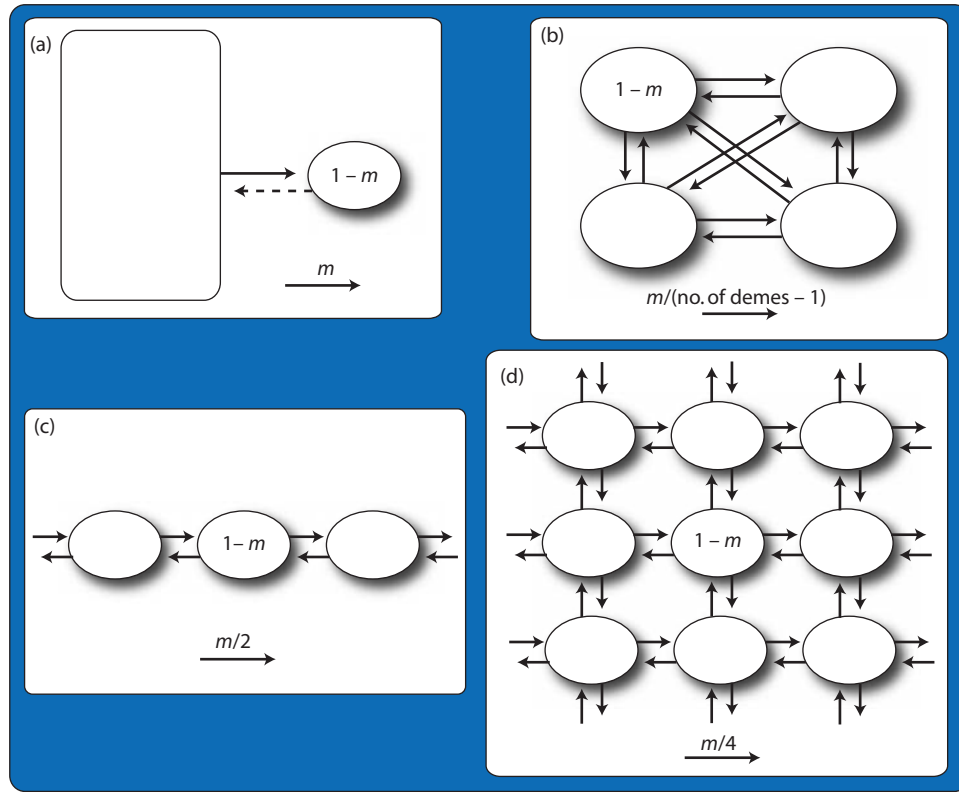 (a)
1 – m
m
(b)
1 – m
m/(no. of demes – 1)
(c)
1 – m
m/2
(d)
1 – m
m/4